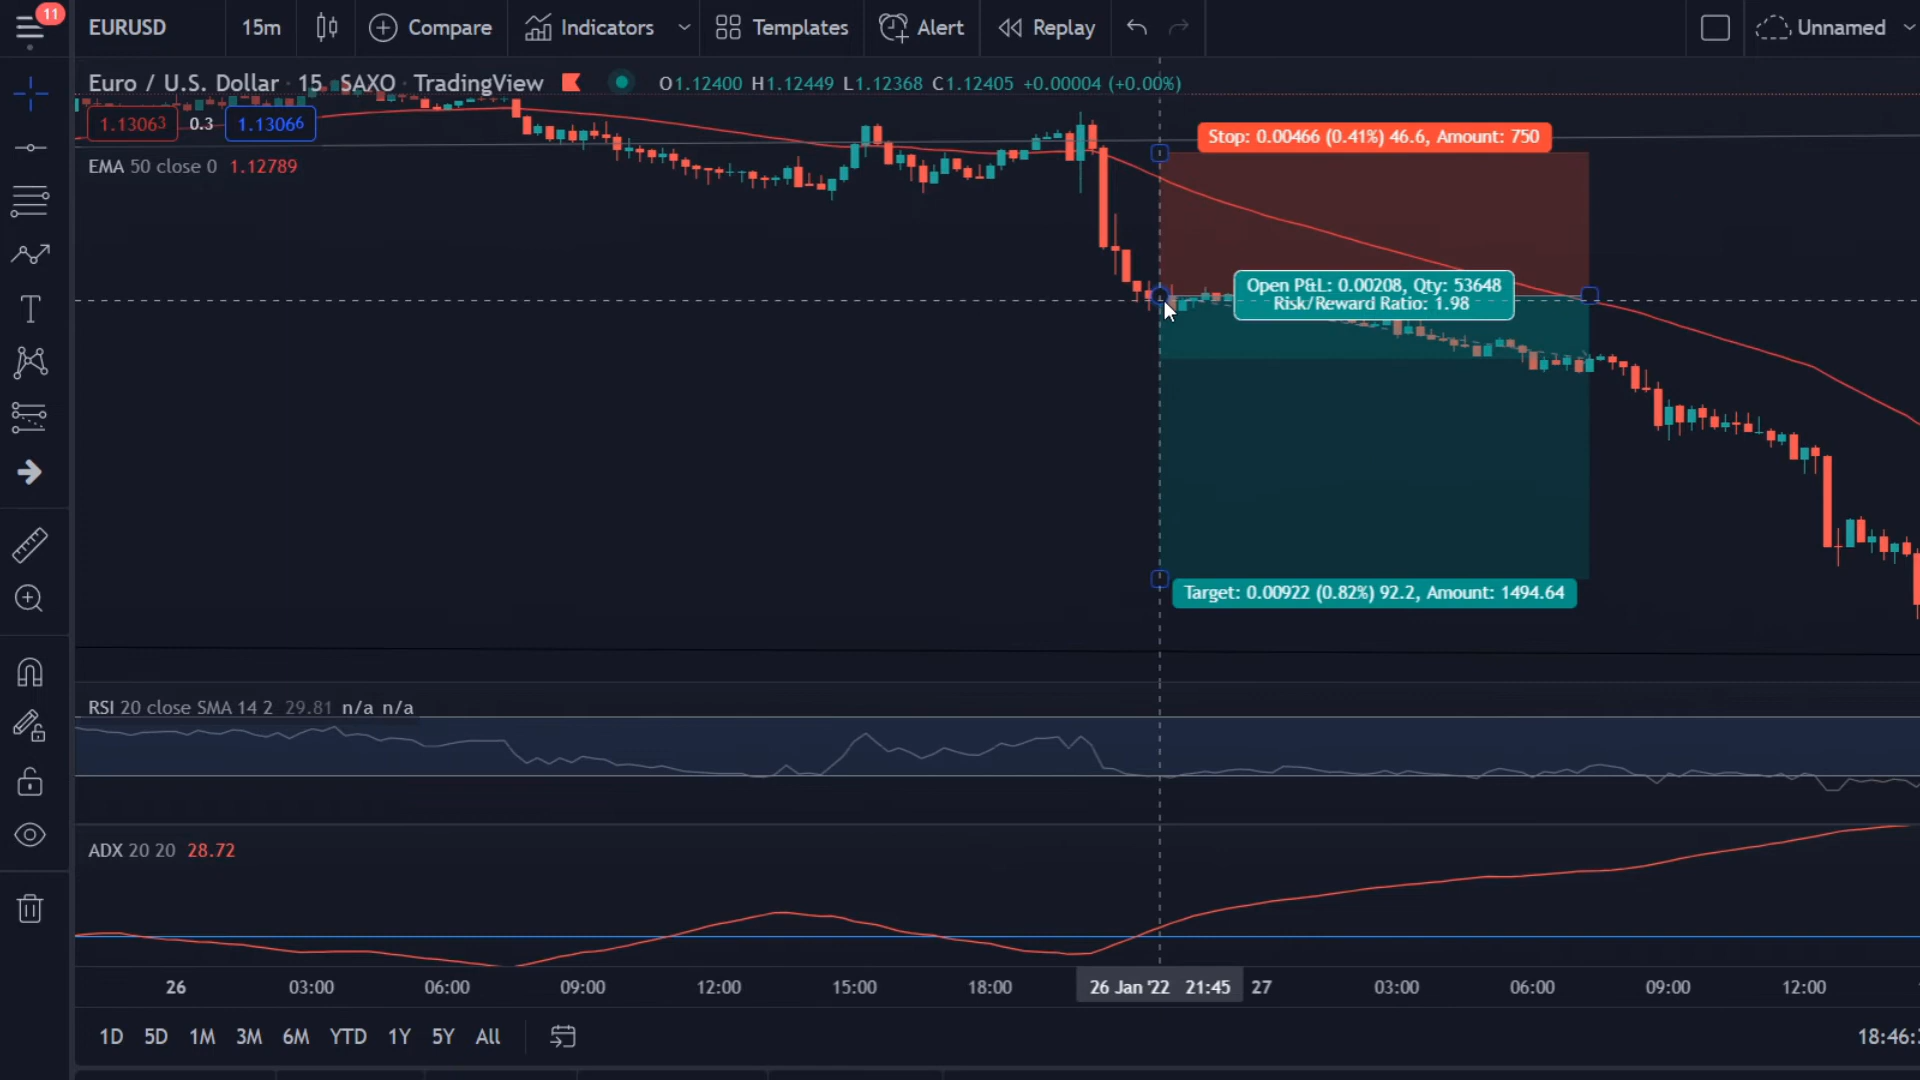 11
EURUSD
15m
Compare
Indicators
Templates
Alert
Replay
Unnamed
Euro / U.S. Dollar · 15 · SAXO · TradingView
O1.12400 H1.12449 L1.12368 C1.12405 +0.00004 (+0.00%)
1.13063 0.3 1.13066
EMA 50 close 0 1.12789
Stop: 0.00466 (0.41%) 46.6, Amount: 750
Open P&L: 0.00208, Qty: 53648
Risk/Reward Ratio: 1.98
Target: 0.00922 (0.82%) 92.2, Amount: 1494.64
RSI 20 close SMA 14 2 29.81 n/a n/a
ADX 20 20 28.72
26 03:00 06:00 09:00 12:00 15:00 18:00 26 Jan '22 21:45 27 03:00 06:00 09:00 12:00
1D 5D 1M 3M 6M YTD 1Y 5Y All
18:46: